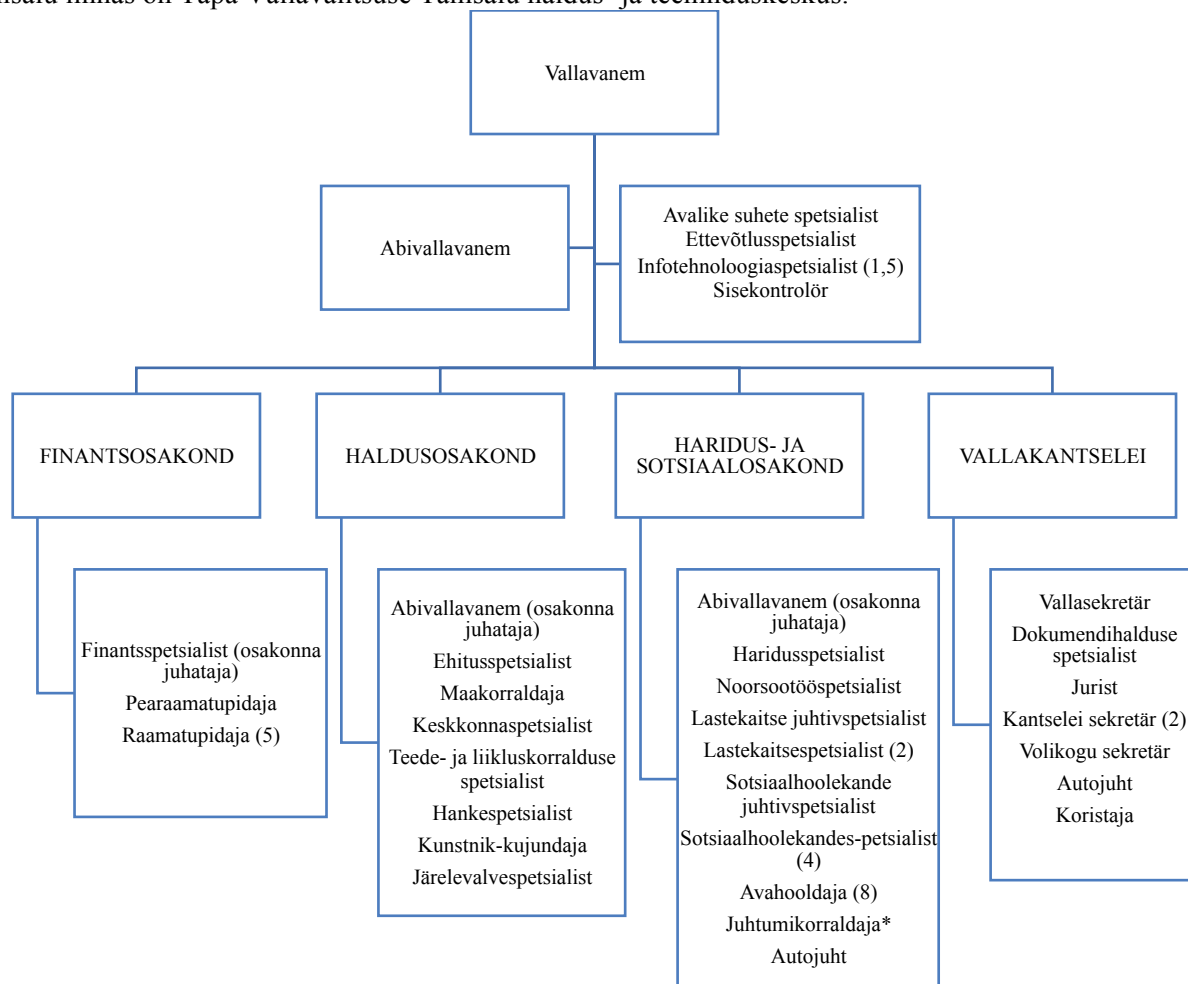 Vallavanem
Abivallavanem
Avalike suhete spetsialist
Ettevõtlusspetsialist
Infotehnoloogiaspetsialist (1,5)
Sisekontrolör
FINANTSOSAKOND
HALDUSOSAKOND
HARIDUS- JA
SOTSIAALOSAKOND
VALLAKANTSELEI
Finantsspetsialist (osakonna
juhataja)
Pearaamatupidaja
Raamatupidaja (5)
Abivallavanem (osakonna
juhataja)
Ehitusspetsialist
Maakorraldaja
Keskkonnaspetsialist
Teede- ja liikluskorralduse
spetsialist
Hankespetsialist
Kunstnik-kujundaja
Järelevalvespetsialist
Abivallavanem (osakonna
juhataja)
Haridusspetsialist
Noorsootööspetsialist
Lastekaitse juhtivspetsialist
Lastekaitsespetsialist (2)
Sotsiaalhoolekande
juhtivspetsialist
Sotsiaalhoolekandes-petsialist
(4)
Avahooldaja (8)
Juhtumikorraldaja*
Autojuht
Vallasekretär
Dokumendihalduse
spetsialist
Jurist
Kantselei sekretär (2)
Volikogu sekretär
Autojuht
Koristaja